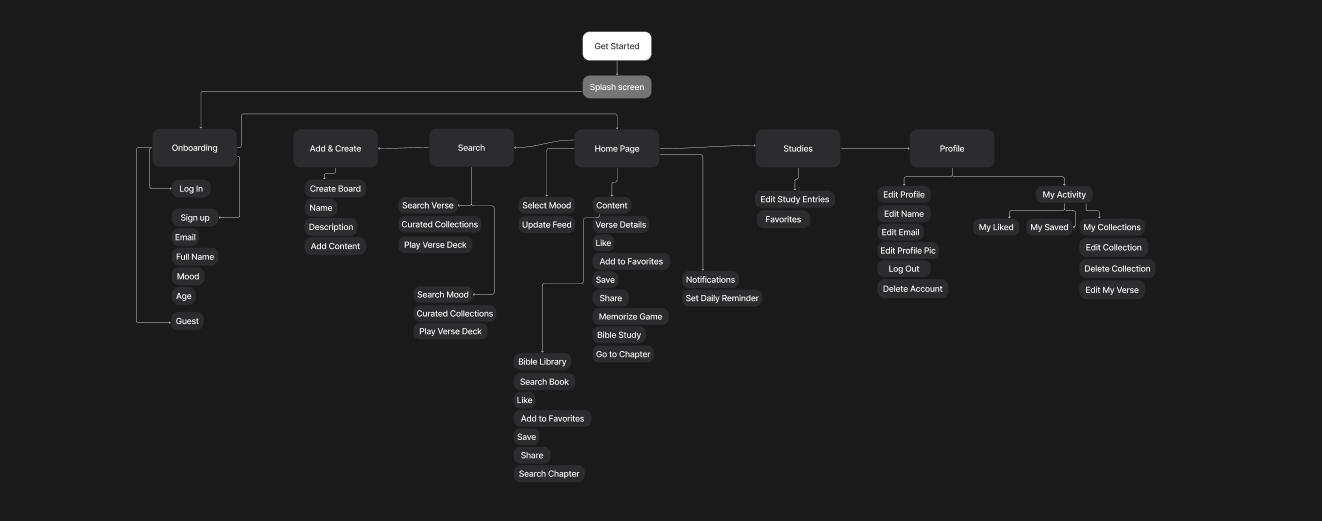 Get Started
Splash screen
Onboarding
Log In
Sign up
Email
Full Name
Mood
Age
Guest
Add & Create
Create Board
Name
Description
Add Content
Search
Search Verse
Curated Collections
Play Verse Deck
Search Mood
Curated Collections
Play Verse Deck
Home Page
Select Mood
Update Feed
Content
Verse Details
Like
Add to Favorites
Save
Share
Memorize Game
Bible Study
Go to Chapter
Bible Library
Search Book
Like
Add to Favorites
Save
Share
Search Chapter
Notifications
Set Daily Reminder
Studies
Edit Study Entries
Favorites
Profile
Edit Profile
Edit Name
Edit Email
Edit Profile Pic
Log Out
Delete Account
My Activity
My Liked
My Saved
My Collections
Edit Collection
Delete Collection
Edit My Verse